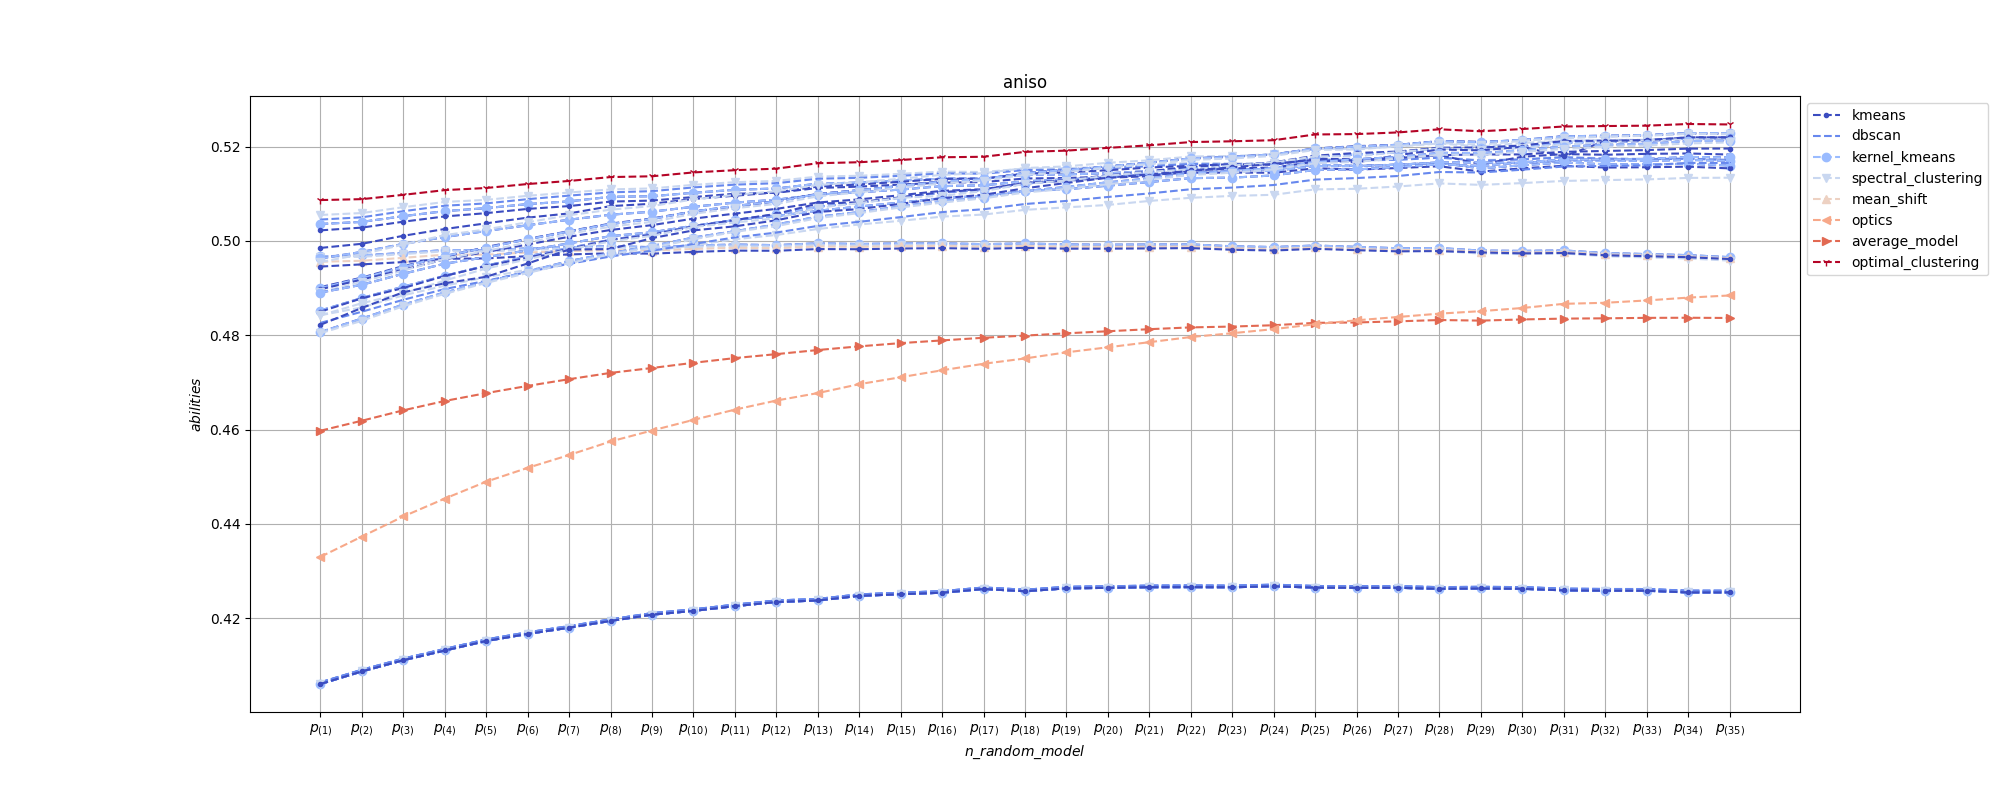 aniso
0.52
0.50
0.48
0.46
0.44
0.42
abilities
p(1) p(2) p(3) p(4) p(5) p(6) p(7) p(8) p(9) p(10) p(11) p(12) p(13) p(14) p(15) p(16) p(17) p(18) p(19) p(20) p(21) p(22) p(23) p(24) p(25) p(26) p(27) p(28) p(29) p(30) p(31) p(32) p(33) p(34) p(35)
n_random_model
kmeans
dbscan
kernel_kmeans
spectral_clustering
mean_shift
optics
average_model
optimal_clustering